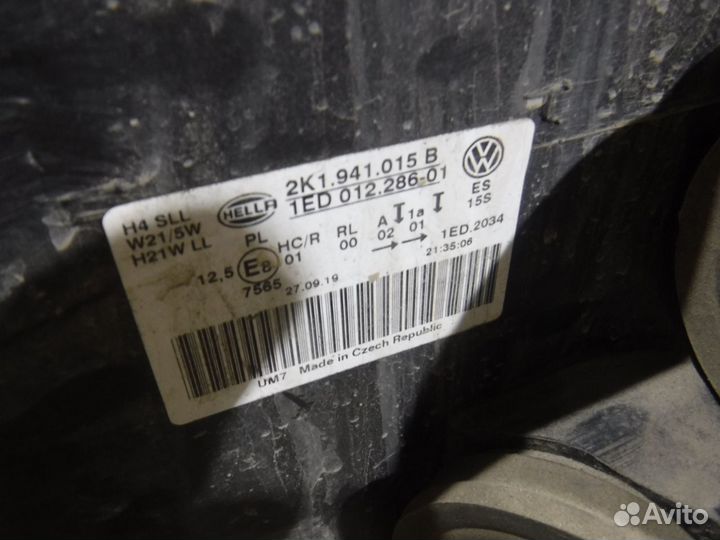 2K1.941.015 B
HELLA
1ED 012.286-01
H4 SLL
W21/5W
H21W LL
ES
15S
PL HC/R RL A 1a
12,5 E8 01 00 02 01 1ED.2034
7565 27.09.19 21:35:06
UM7 Made in Czech Republic
Avito